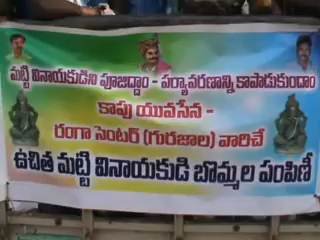 మట్టి వినాయకుడిని పూజిద్దాం - పర్యావరణాన్ని కాపాడుకుందాం
కాపు యువసేన -
రంగా సెంటర్ (గురజాల) వారిచే
ఉచిత మట్టి వినాయకుడి బొమ్మల పంపిణీ